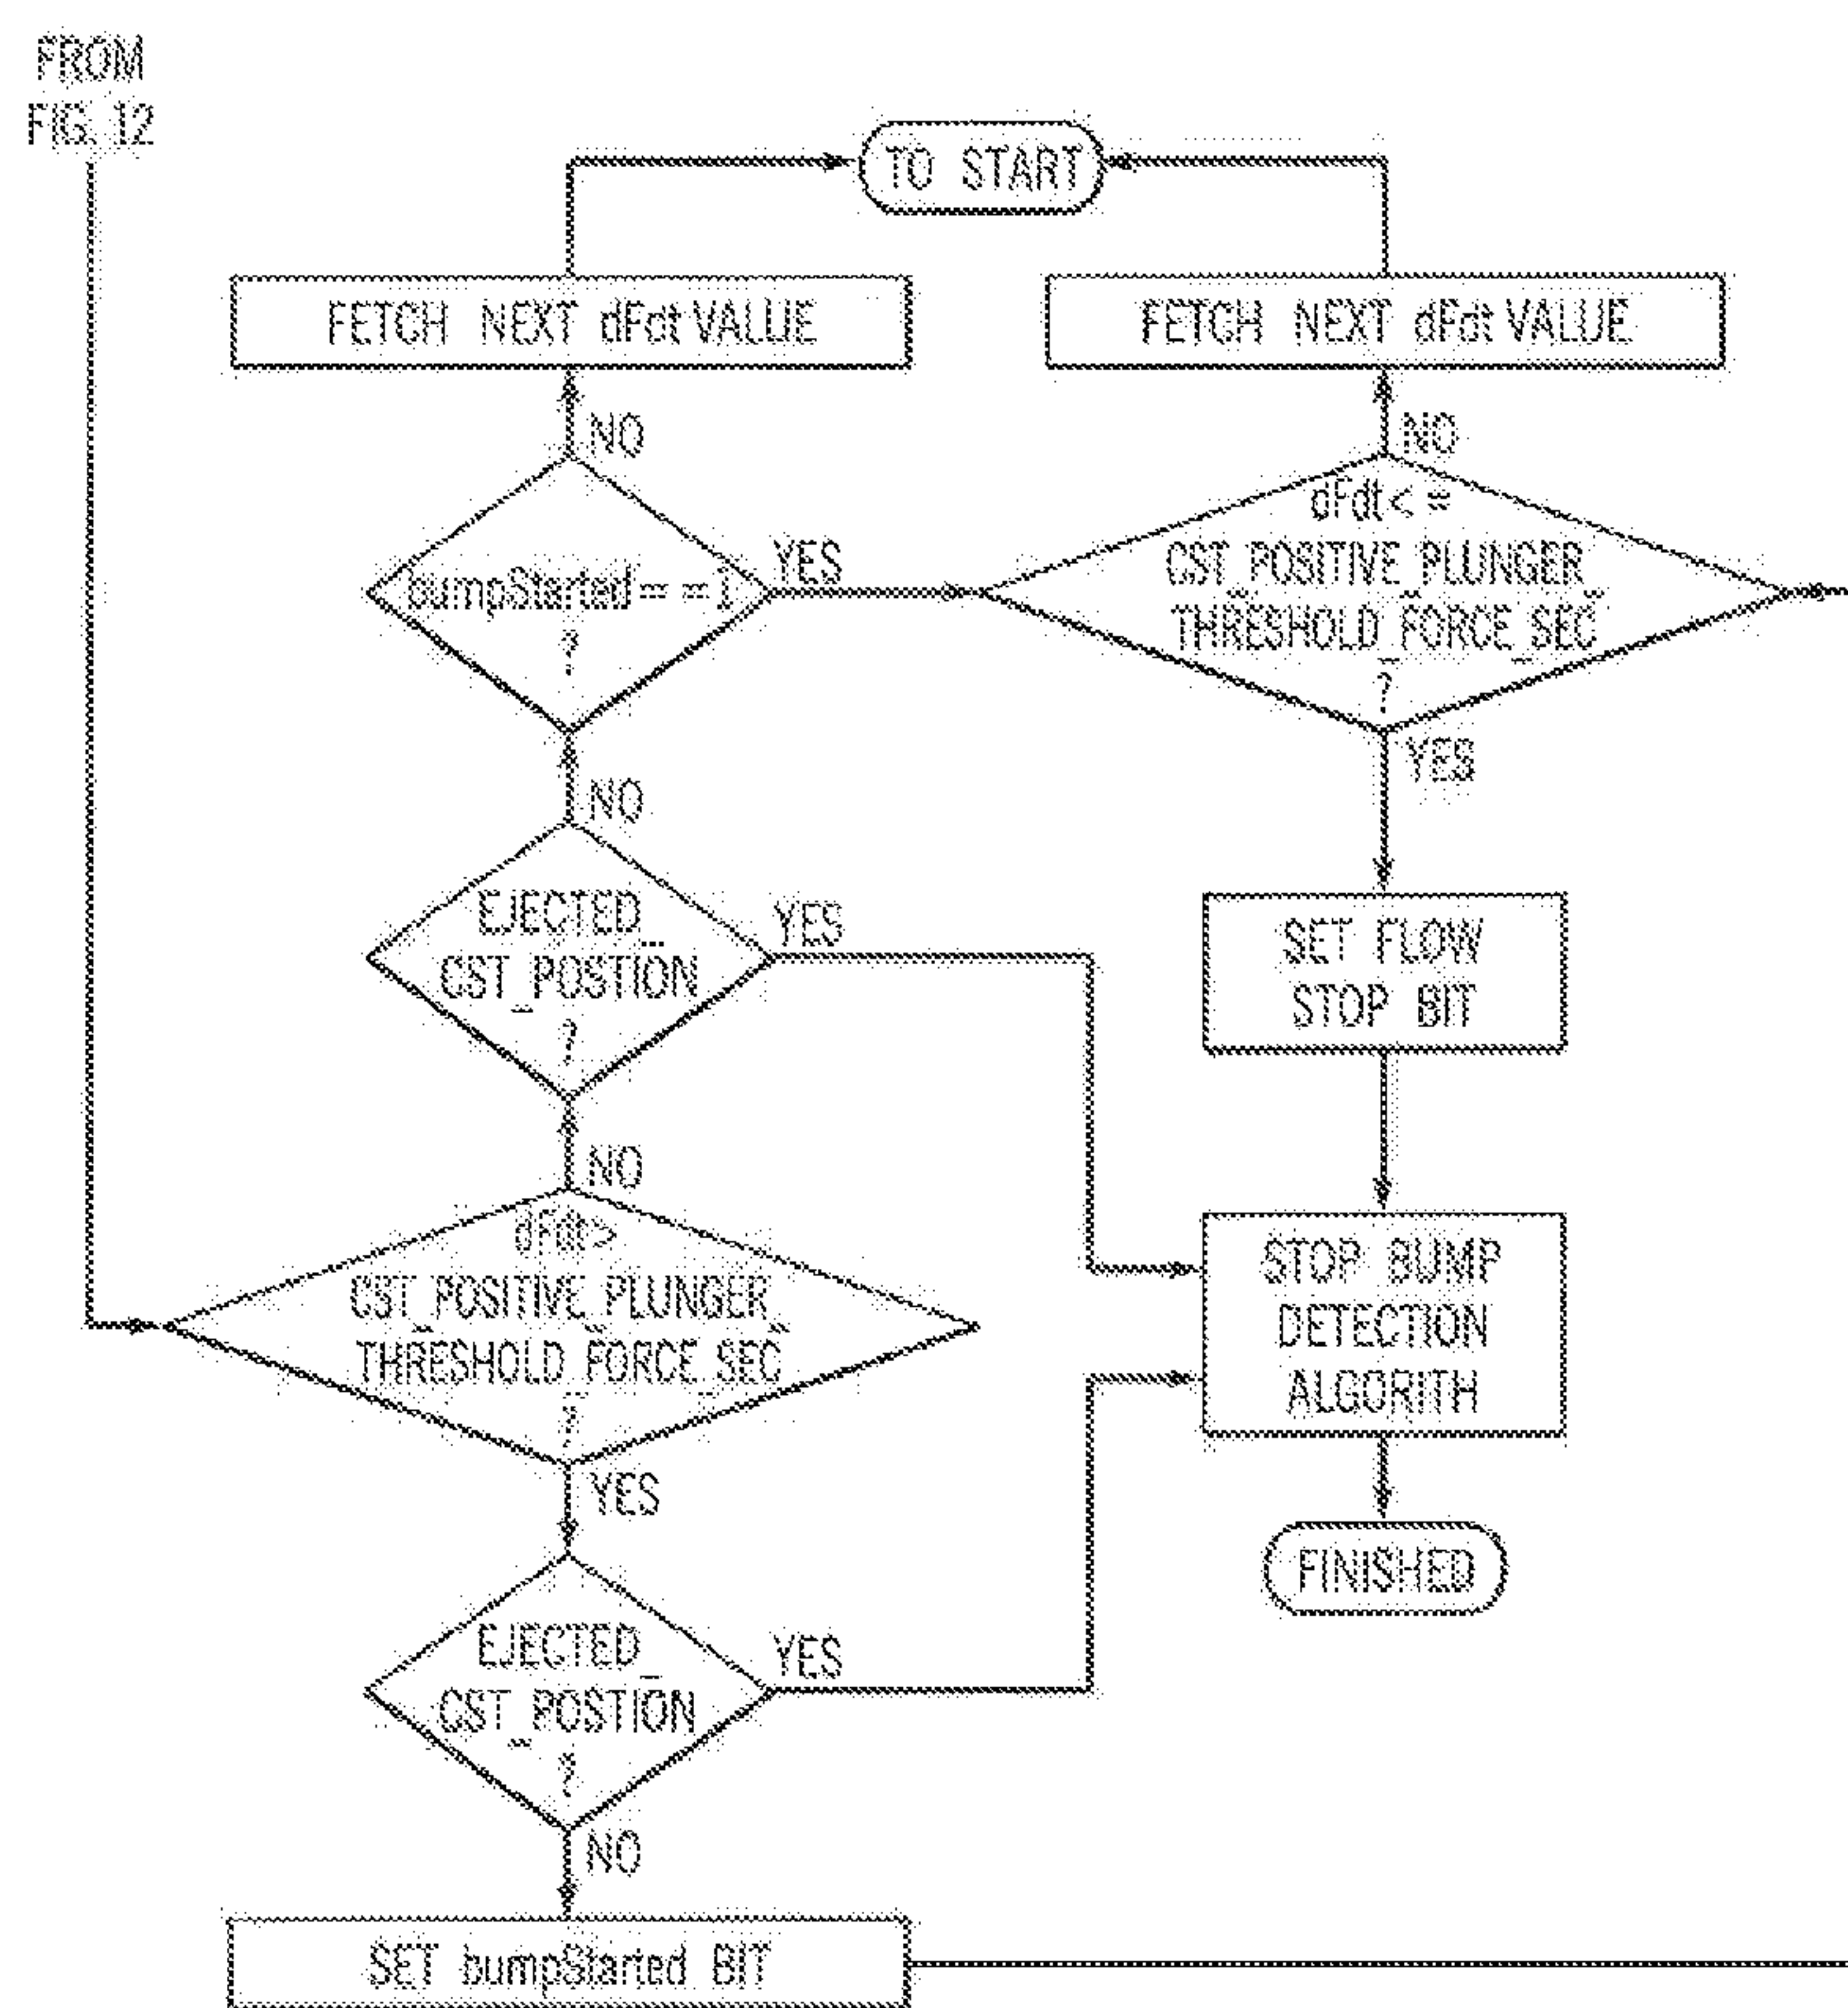 FROM
FIG. 12
TO START
FETCH NEXT dFdt VALUE
FETCH NEXT dFdt VALUE
NO
NO
bumpStarted==1
?
YES
dFdt<=
CST_POSITIVE_PLUNGER_
THRESHOLD_FORCE_SEC
?
YES
NO
EJECTED_
CST_POSTION
?
YES
SET FLOW
STOP BIT
NO
dFdt>
CST_POSITIVE_PLUNGER_
THRESHOLD_FORCE_SEC
?
YES
STOP BUMP
DETECTION
ALGORITH
FINISHED
EJECTED_
CST_POSTION
?
YES
NO
SET bumpStarted BIT